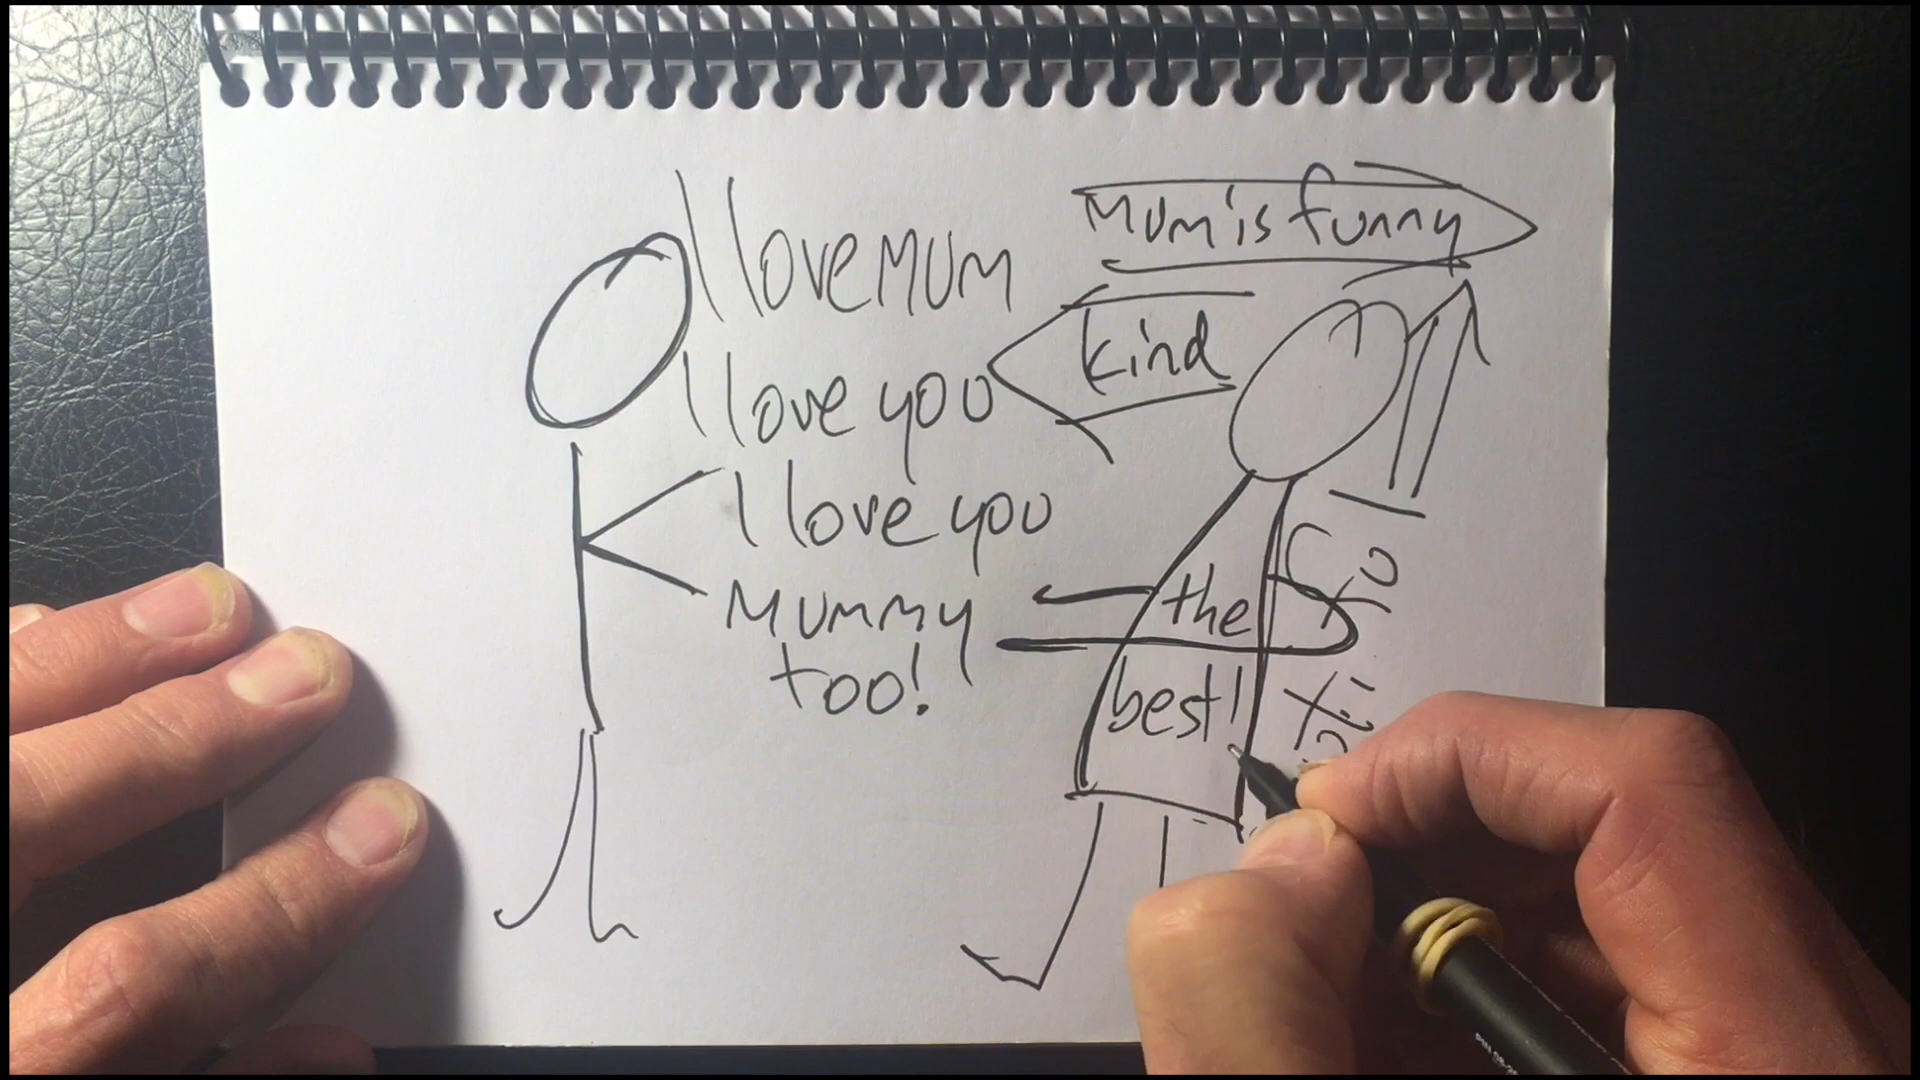 I love MUM
I love you
I love you
MUMMY
too!
Mum is funny
kind
the
best!